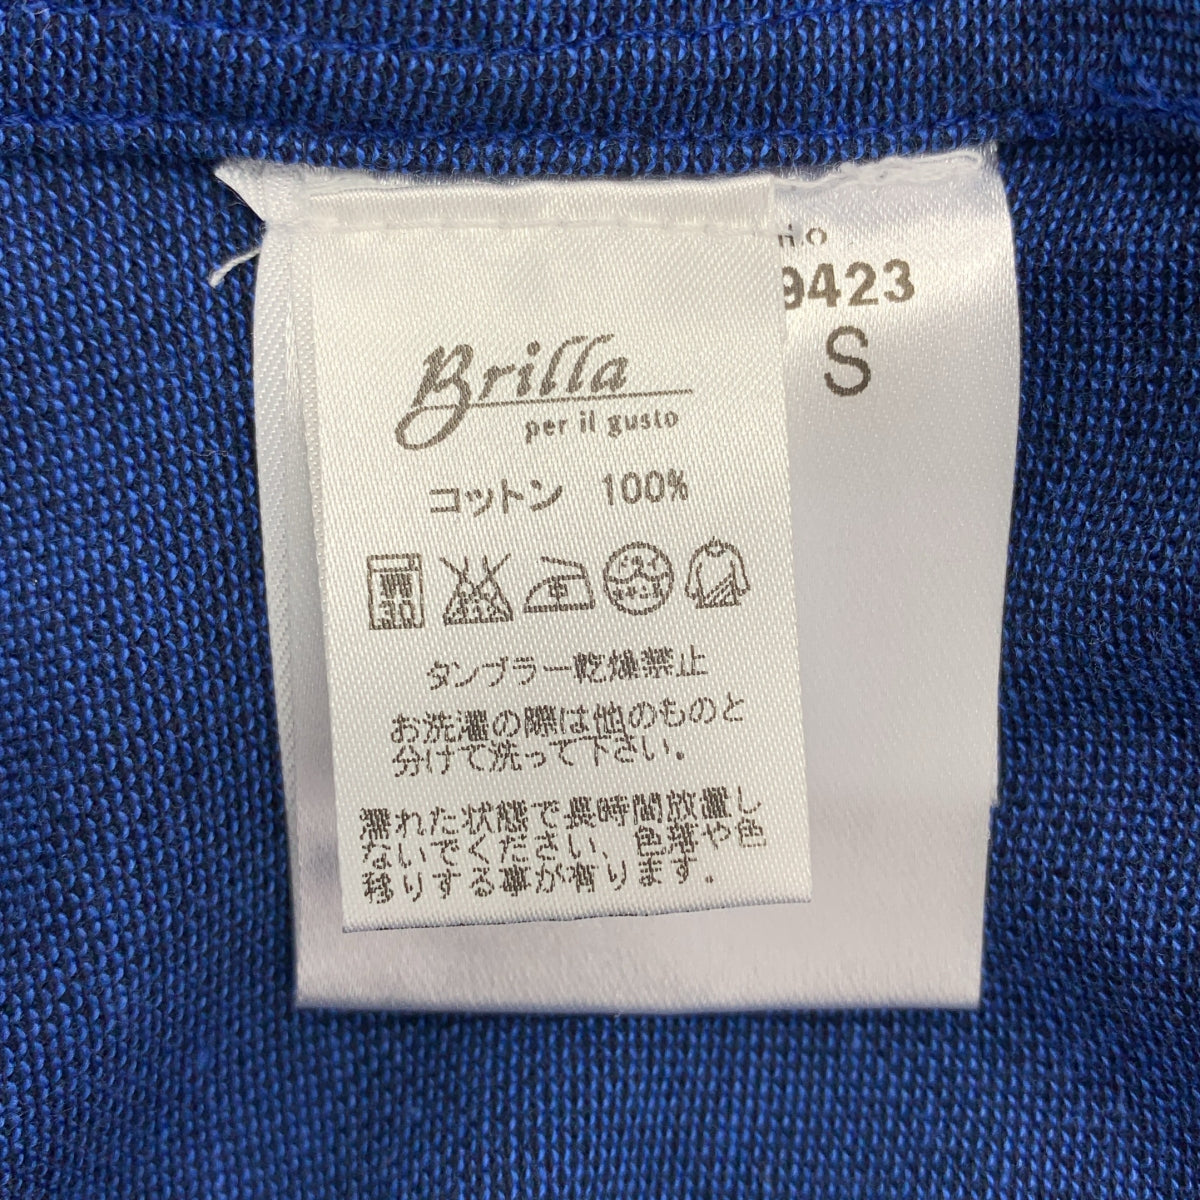 9423
S
Brilla
per il gusto
コットン 100%
タンブラー乾燥禁止
お洗濯の際は他のものと
分けて洗って下さい。
濡れた状態で長時間放置し
ないでください、色落や色
移りする事が有ります。